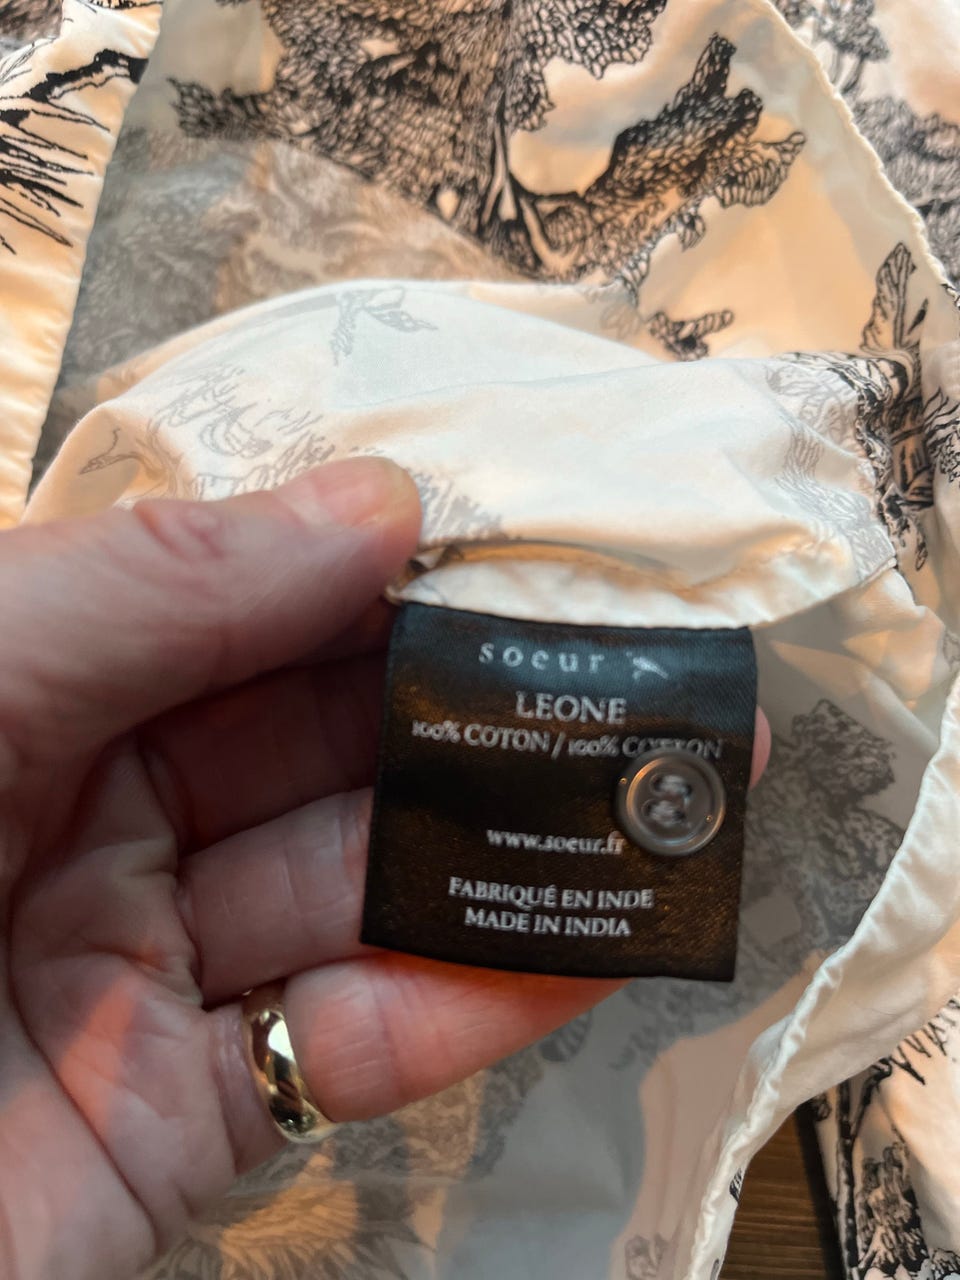 soeur
LEONE
100% COTON / 100% COTTON
www.soeur.fr
FABRIQUÉ EN INDE
MADE IN INDIA